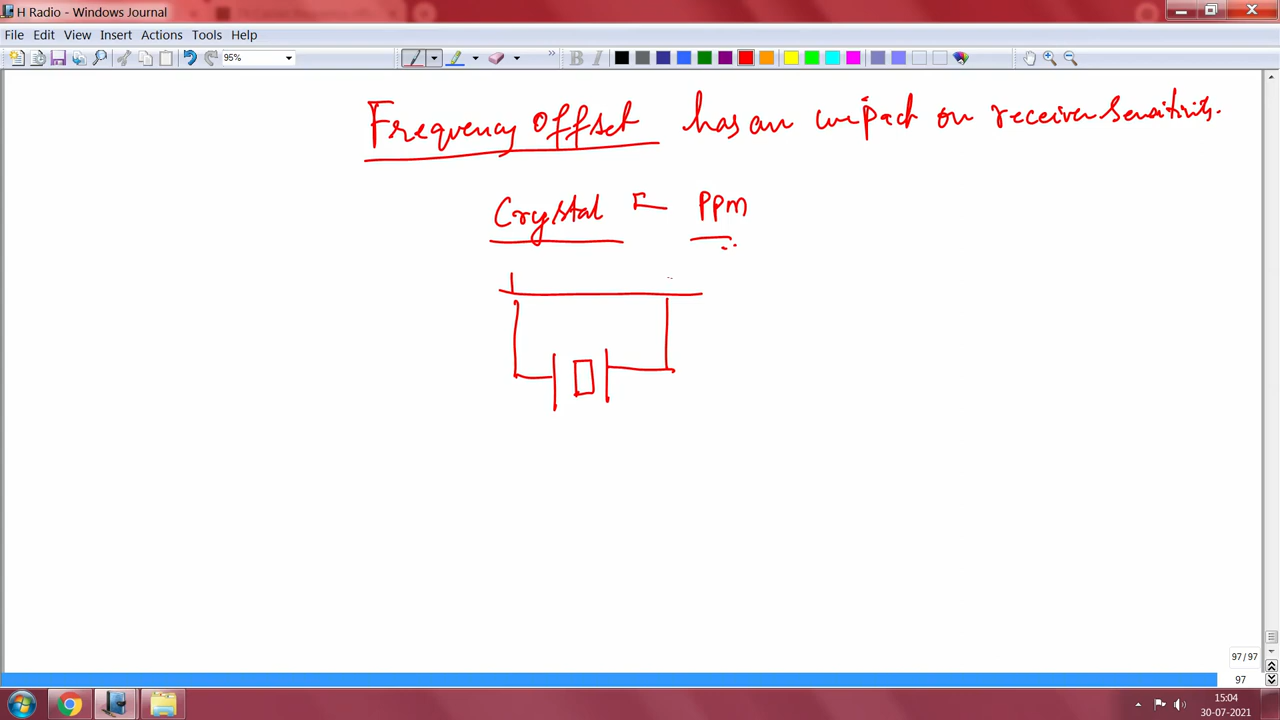 H Radio - Windows Journal
File Edit View Insert Actions Tools Help
95%
B I
Frequency Offset has an impact on receiver sensitivity.
Crystal PPM
97 / 97
97
15:04
30-07-2021